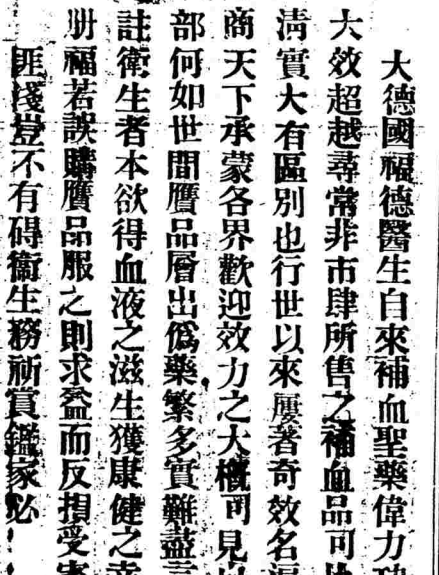 大德國福德醫生自來補血聖藥偉力
大效超越尋常非市肆所售之補血品可
淸實大有區別也行世以來屢著奇效名
商天下承蒙各界歡迎效力之大槪可見
部何如世間贋品層出僞藥繁多實難盡
註衛生者本欲得血液之滋生獲康健之幸
册福若誤購贋品服之則求益而反損受害
匪淺豈不有碍衛生務祈賞鑑家必